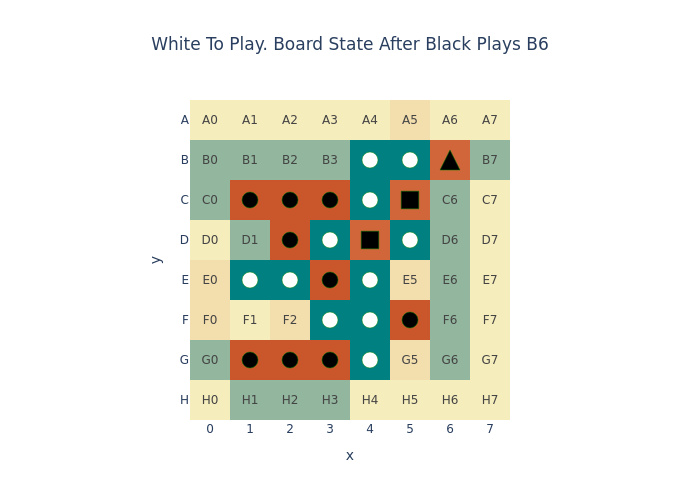 White To Play. Board State After Black Plays B6
A A0 A1 A2 A3 A4 A5 A6 A7
B B0 B1 B2 B3 B7
C C0 C6 C7
D D0 D1 D6 D7
E E0 E5 E6 E7
F F0 F1 F2 F6 F7
G G0 G5 G6 G7
H H0 H1 H2 H3 H4 H5 H6 H7
0 1 2 3 4 5 6 7
x
y